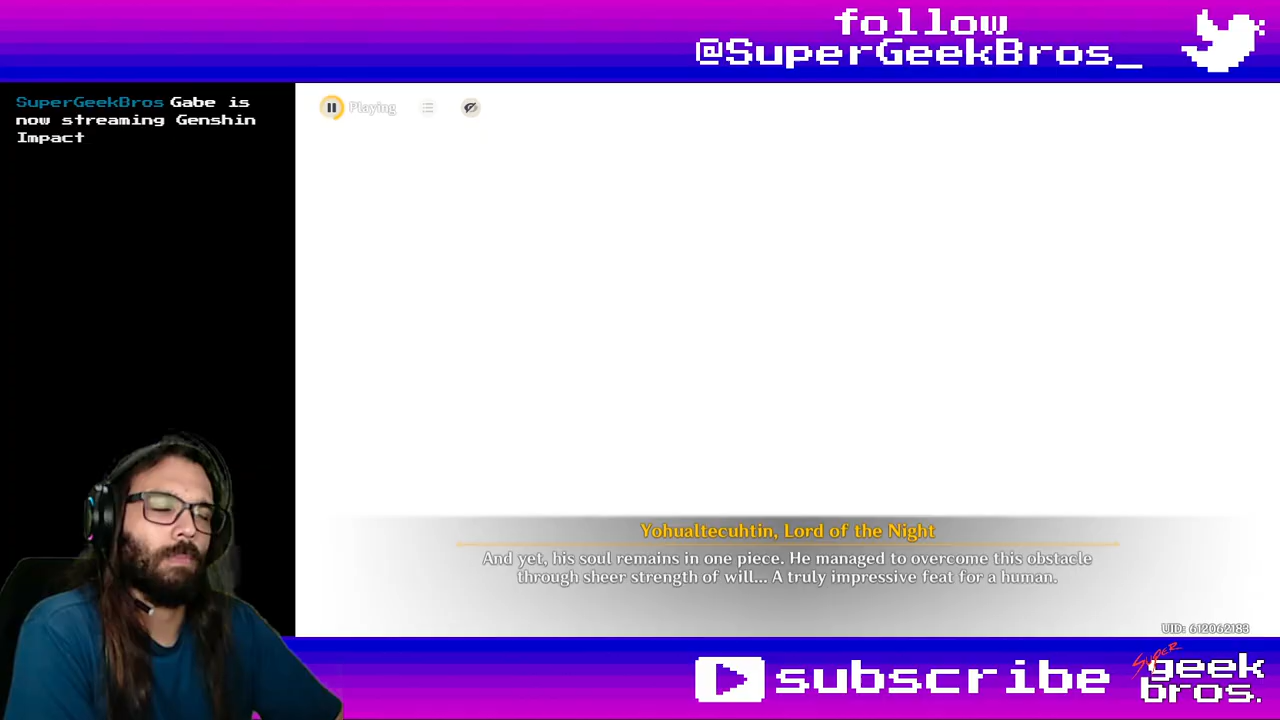 follow
@SuperGeekBros_
SuperGeekBros Gabe is
now streaming Genshin
Impact
Playing
Yohualtecuhtin, Lord of the Night
And yet, his soul remains in one piece. He managed to overcome this obstacle
through sheer strength of will... A truly impressive feat for a human.
UID: 612062183
subscribe
SUPER
geek
bros.